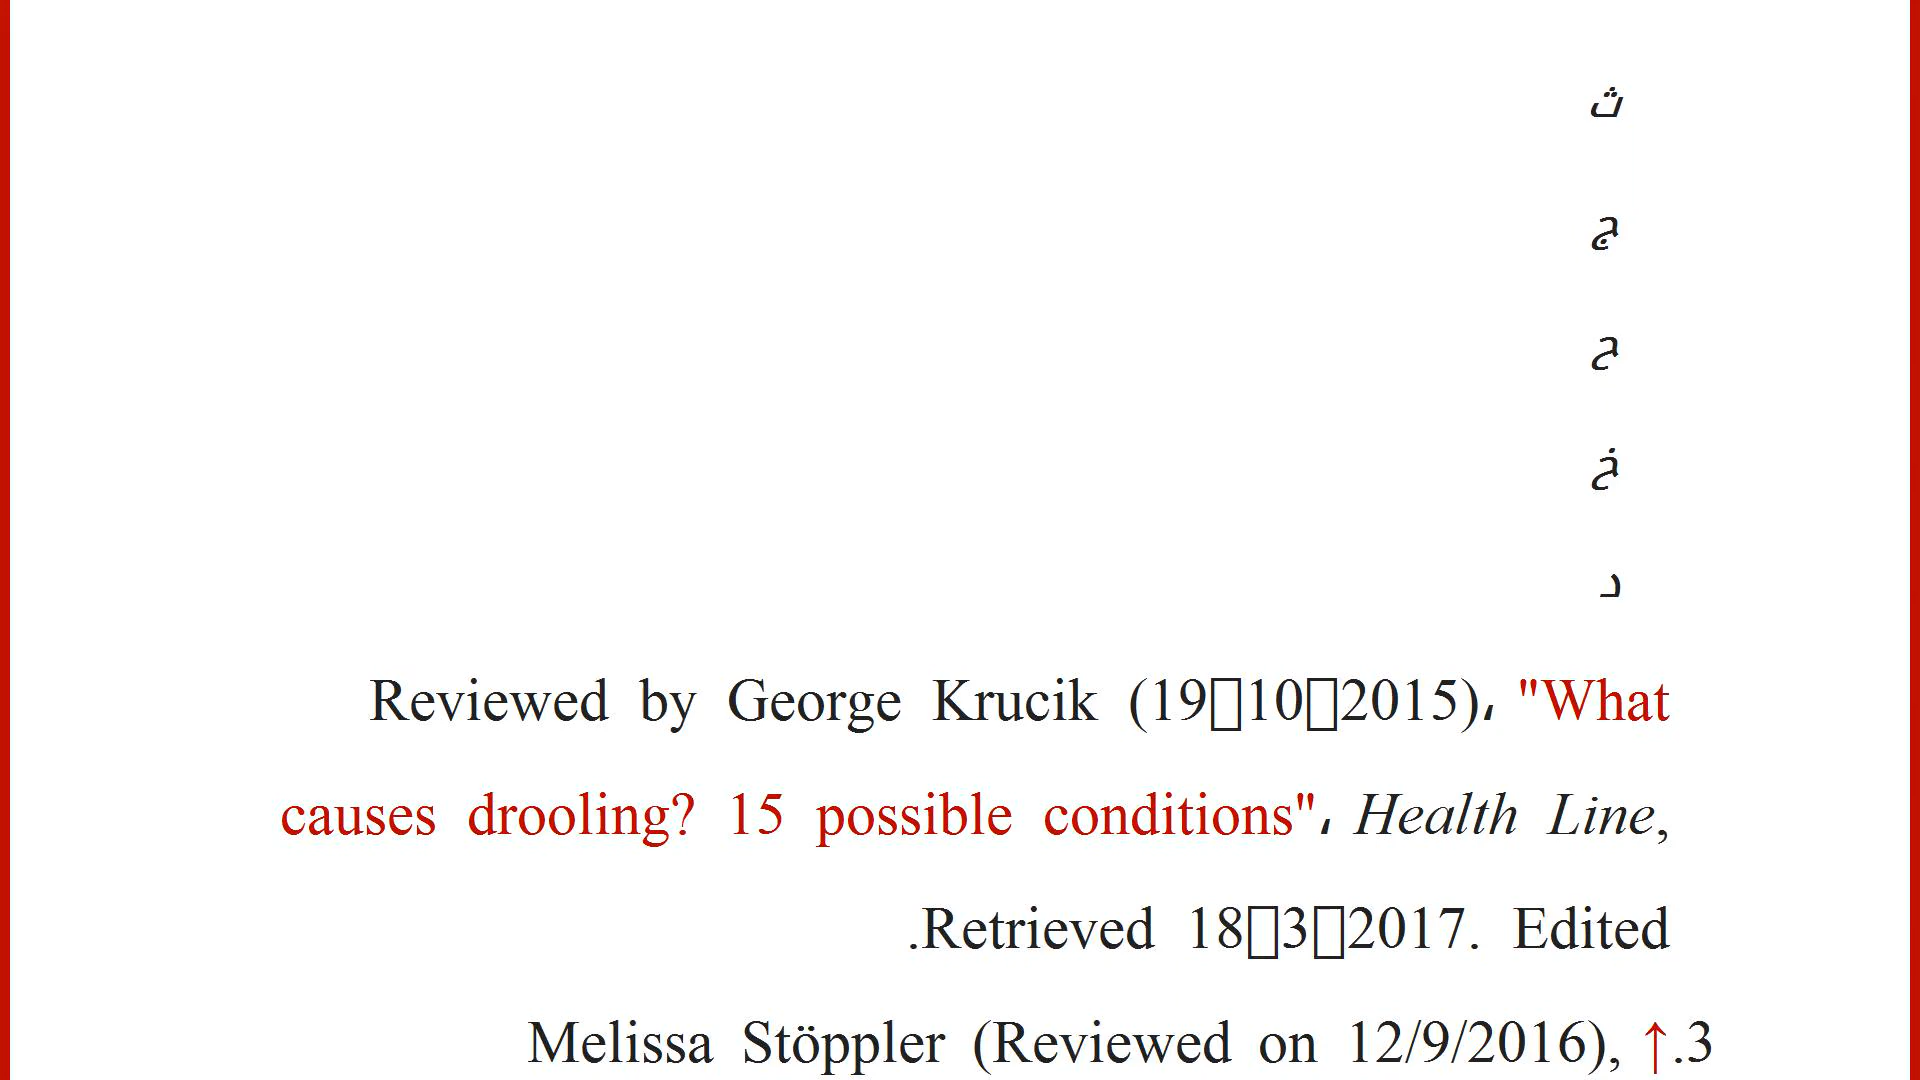 ث
ج
ح
خ
د
Reviewed by George Krucik (19▯10▯2015)، "What
causes drooling? 15 possible conditions"، Health Line,
.Retrieved 18▯3▯2017. Edited
Melissa Stöppler (Reviewed on 12/9/2016), ↑.3